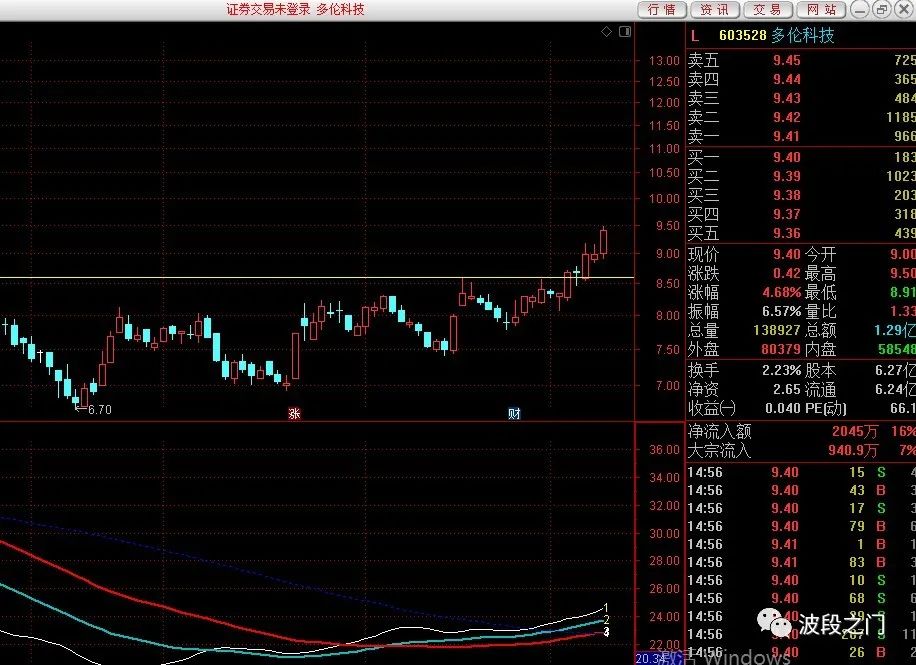 证券交易未登录 多伦科技
行情 资讯 交易 网站
L 603528 多伦科技
卖五 9.45 725
卖四 9.44 365
卖三 9.43 484
卖二 9.42 1185
卖一 9.41 966
买一 9.40 183
买二 9.39 1023
买三 9.38 203
买四 9.37 318
买五 9.36 439
现价 9.40 今开 9.00
涨跌 0.42 最高 9.50
涨幅 4.68% 最低 8.91
振幅 6.57% 量比 1.33
总量 138927 总额 1.29亿
外盘 80379 内盘 58548
换手 2.23% 股本 6.27亿
净资 2.65 流通 6.24亿
收益㈠ 0.040 PE(动) 66.1
净流入额 2045万 16%
大宗流入 940.9万 7%
14:56 9.40 15 S 4
14:56 9.40 43 B 3
14:56 9.40 17 S 3
14:56 9.40 79 B 6
14:56 9.41 1 B 1
14:56 9.41 83 B 3
14:56 9.40 10 S 1
14:56 9.40 68 S 6
14:56 9.40 S
14:56 9.40 S 11
14:56 9.40 26 B 2
13.00
12.50
12.00
11.50
11.00
10.50
10.00
9.50
9.00
8.50
8.00
7.50
7.00
←6.70
涨
财
36.00
34.00
32.00
30.00
28.00
26.00
24.00
22.00
20.34
1
2
波段之门
激活 Windows